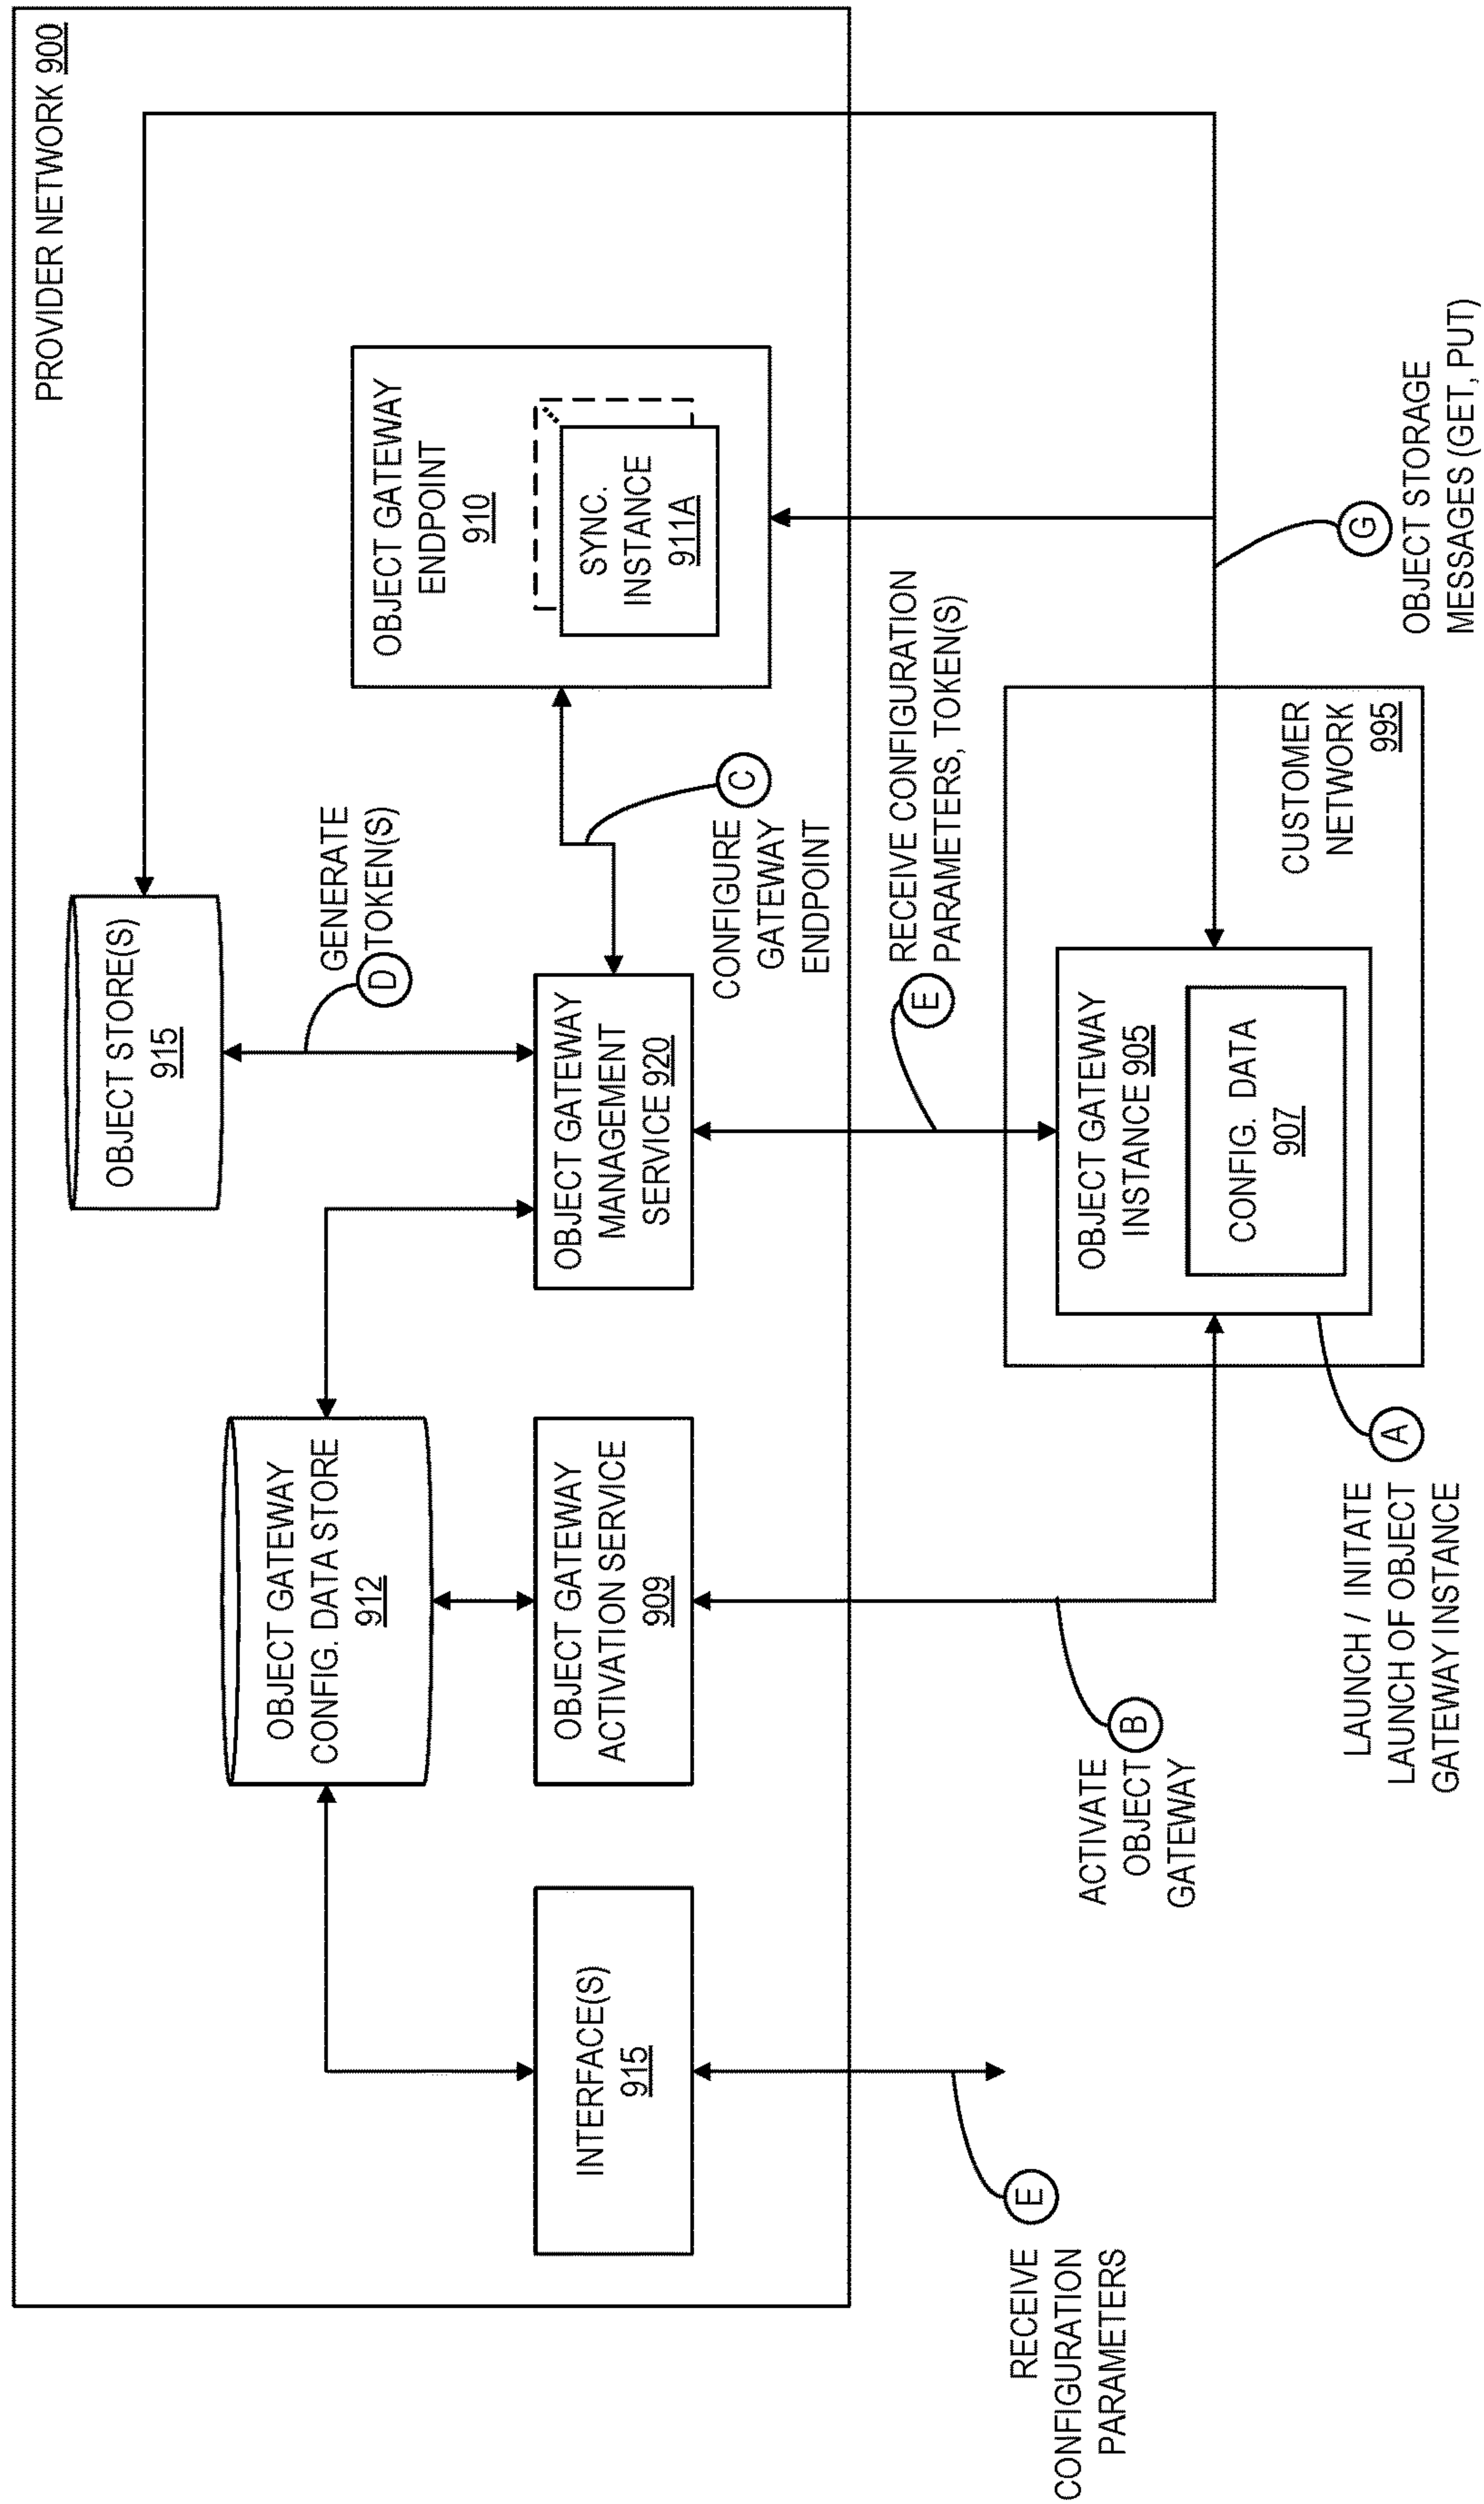 PROVIDER NETWORK 900
OBJECT STORE(S)
915
D
GENERATE
TOKEN(S)
OBJECT GATEWAY
CONFIG. DATA STORE
912
OBJECT GATEWAY
ENDPOINT
910
SYNC.
INSTANCE
911A
INTERFACE(S)
915
OBJECT GATEWAY
ACTIVATION SERVICE
909
OBJECT GATEWAY
MANAGEMENT
SERVICE 920
C
CONFIGURE
GATEWAY
ENDPOINT
E
RECEIVE CONFIGURATION
PARAMETERS, TOKEN(S)
E
RECEIVE
CONFIGURATION
PARAMETERS
B
ACTIVATE
OBJECT
GATEWAY
OBJECT GATEWAY
INSTANCE 905
CONFIG. DATA
907
CUSTOMER
NETWORK
995
A
LAUNCH / INITATE
LAUNCH OF OBJECT
GATEWAY INSTANCE
G
OBJECT STORAGE
MESSAGES (GET, PUT)